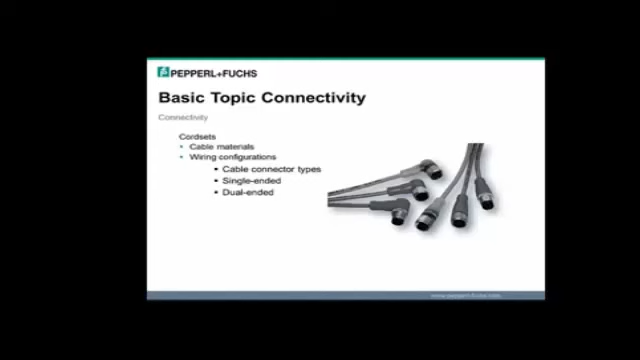 PEPPERL+FUCHS
Basic Topic Connectivity
Connectivity
Cordsets
• Cable materials
• Wiring configurations
• Cable connector types
• Single-ended
• Dual-ended
www.pepperl-fuchs.com